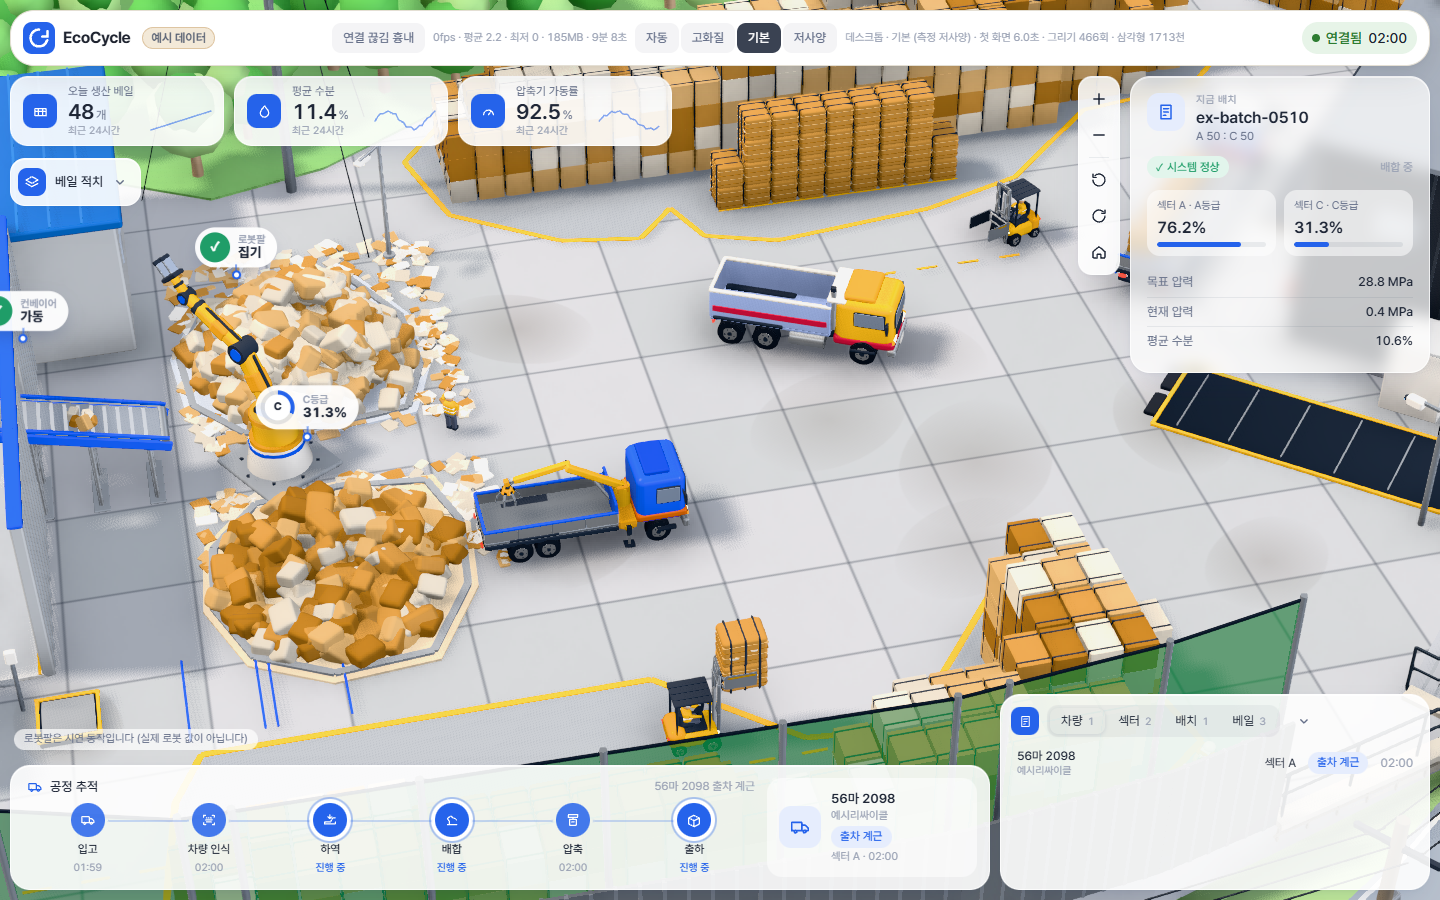 EcoCycle
예시 데이터
연결 끊김 흉내
0fps · 평균 2.2 · 최저 0 · 185MB · 9분 8초
자동
고화질
기본
저사양
데스크톱 · 기본 (측정 저사양) · 첫 화면 6.0초 · 그리기 466회 · 삼각형 1713천
연결됨 02:00
오늘 생산 베일
48개
최근 24시간
평균 수분
11.4%
최근 24시간
압축기 가동률
92.5%
최근 24시간
베일 적치
지금 배치
ex-batch-0510
A 50 : C 50
✓ 시스템 정상
배합 중
섹터 A · A등급
76.2%
섹터 C · C등급
31.3%
목표 압력 28.8 MPa
현재 압력 0.4 MPa
평균 수분 10.6%
로봇팔
집기
컨베이어
가동
C
C등급
31.3%
로봇팔은 시연 동작입니다 (실제 로봇 값이 아닙니다)
공정 추적
56마 2098 출차 계근
입고
01:59
차량 인식
02:00
하역
진행 중
배합
진행 중
압축
02:00
출하
진행 중
56마 2098
예시리싸이클
출차 계근
섹터 A · 02:00
차량 1
섹터 2
배치 1
베일 3
56마 2098
예시리싸이클
섹터 A
출차 계근
02:00